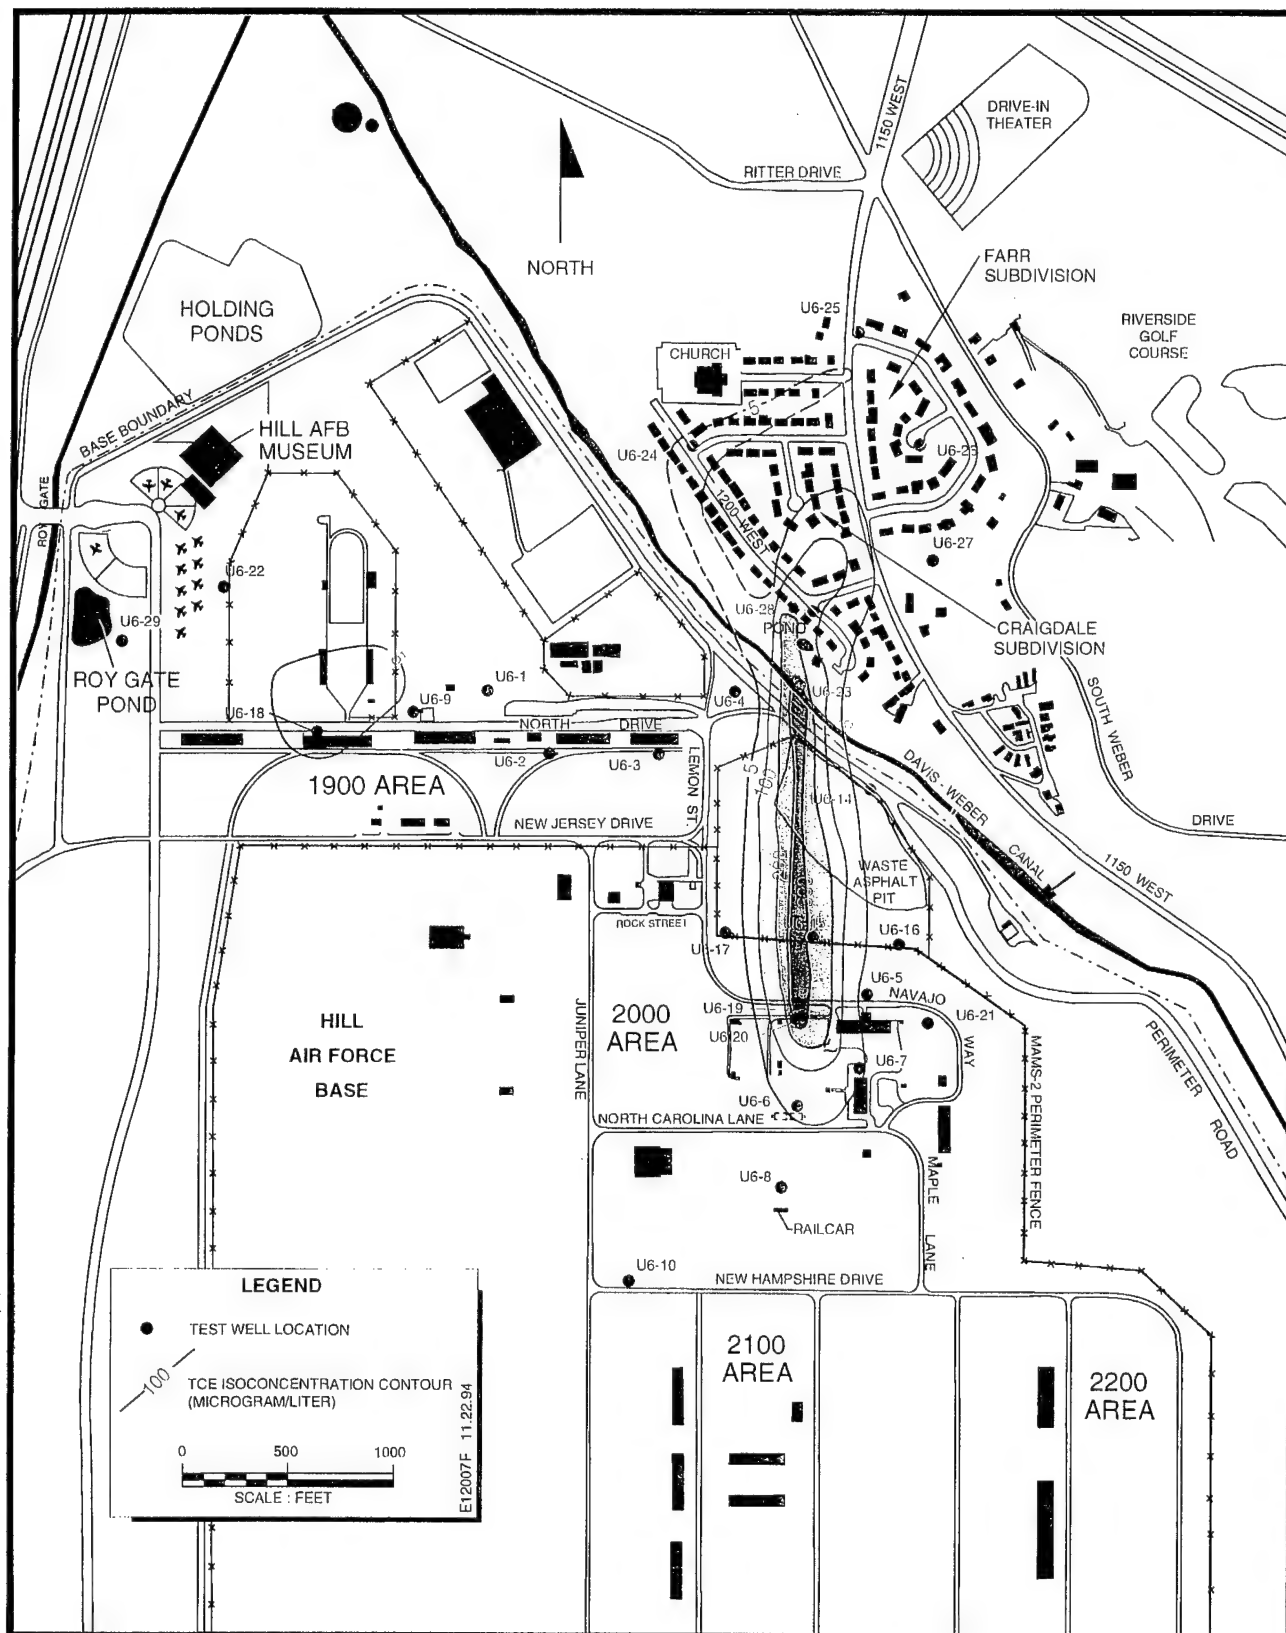 1150 WEST
DRIVE-IN
THEATER
RITTER DRIVE
NORTH
FARR
SUBDIVISION
HOLDING
PONDS
U6-25
RIVERSIDE
GOLF
COURSE
CHURCH
5
BASE BOUNDARY
HILL AFB
MUSEUM
U6-24
ROY GATE
1200 WEST
U6-27
U6-22
U6-28
POND
U6-29
CRAIGDALE
SUBDIVISION
ROY GATE
POND
U6-1
U6-4
U6-23
SOUTH WEBER
DRIVE
U6-9
U6-18
NORTH DRIVE
U6-2
U6-3
LEMON ST.
1900 AREA
5
100
U6-14
DAVIS - WEBER
CANAL
NEW JERSEY DRIVE
WASTE
ASPHALT
PIT
1150 WEST
ROCK STREET
U6-17
U6-16
U6-5
NAVAJO
WAY
JUNIPER LANE
2000
AREA
U6-19
U6-20
U6-21
HILL
AIR FORCE
BASE
U6-7
MAMS-2 PERIMETER FENCE
PERIMETER
ROAD
U6-6
NORTH CAROLINA LANE
U6-8
MAPLE
LANE
RAILCAR
U6-10
NEW HAMPSHIRE DRIVE
LEGEND
TEST WELL LOCATION
100
TCE ISOCONCENTRATION CONTOUR
(MICROGRAM/LITER)
0 500 1000
SCALE : FEET
E12007F 11.22.94
2100
AREA
2200
AREA